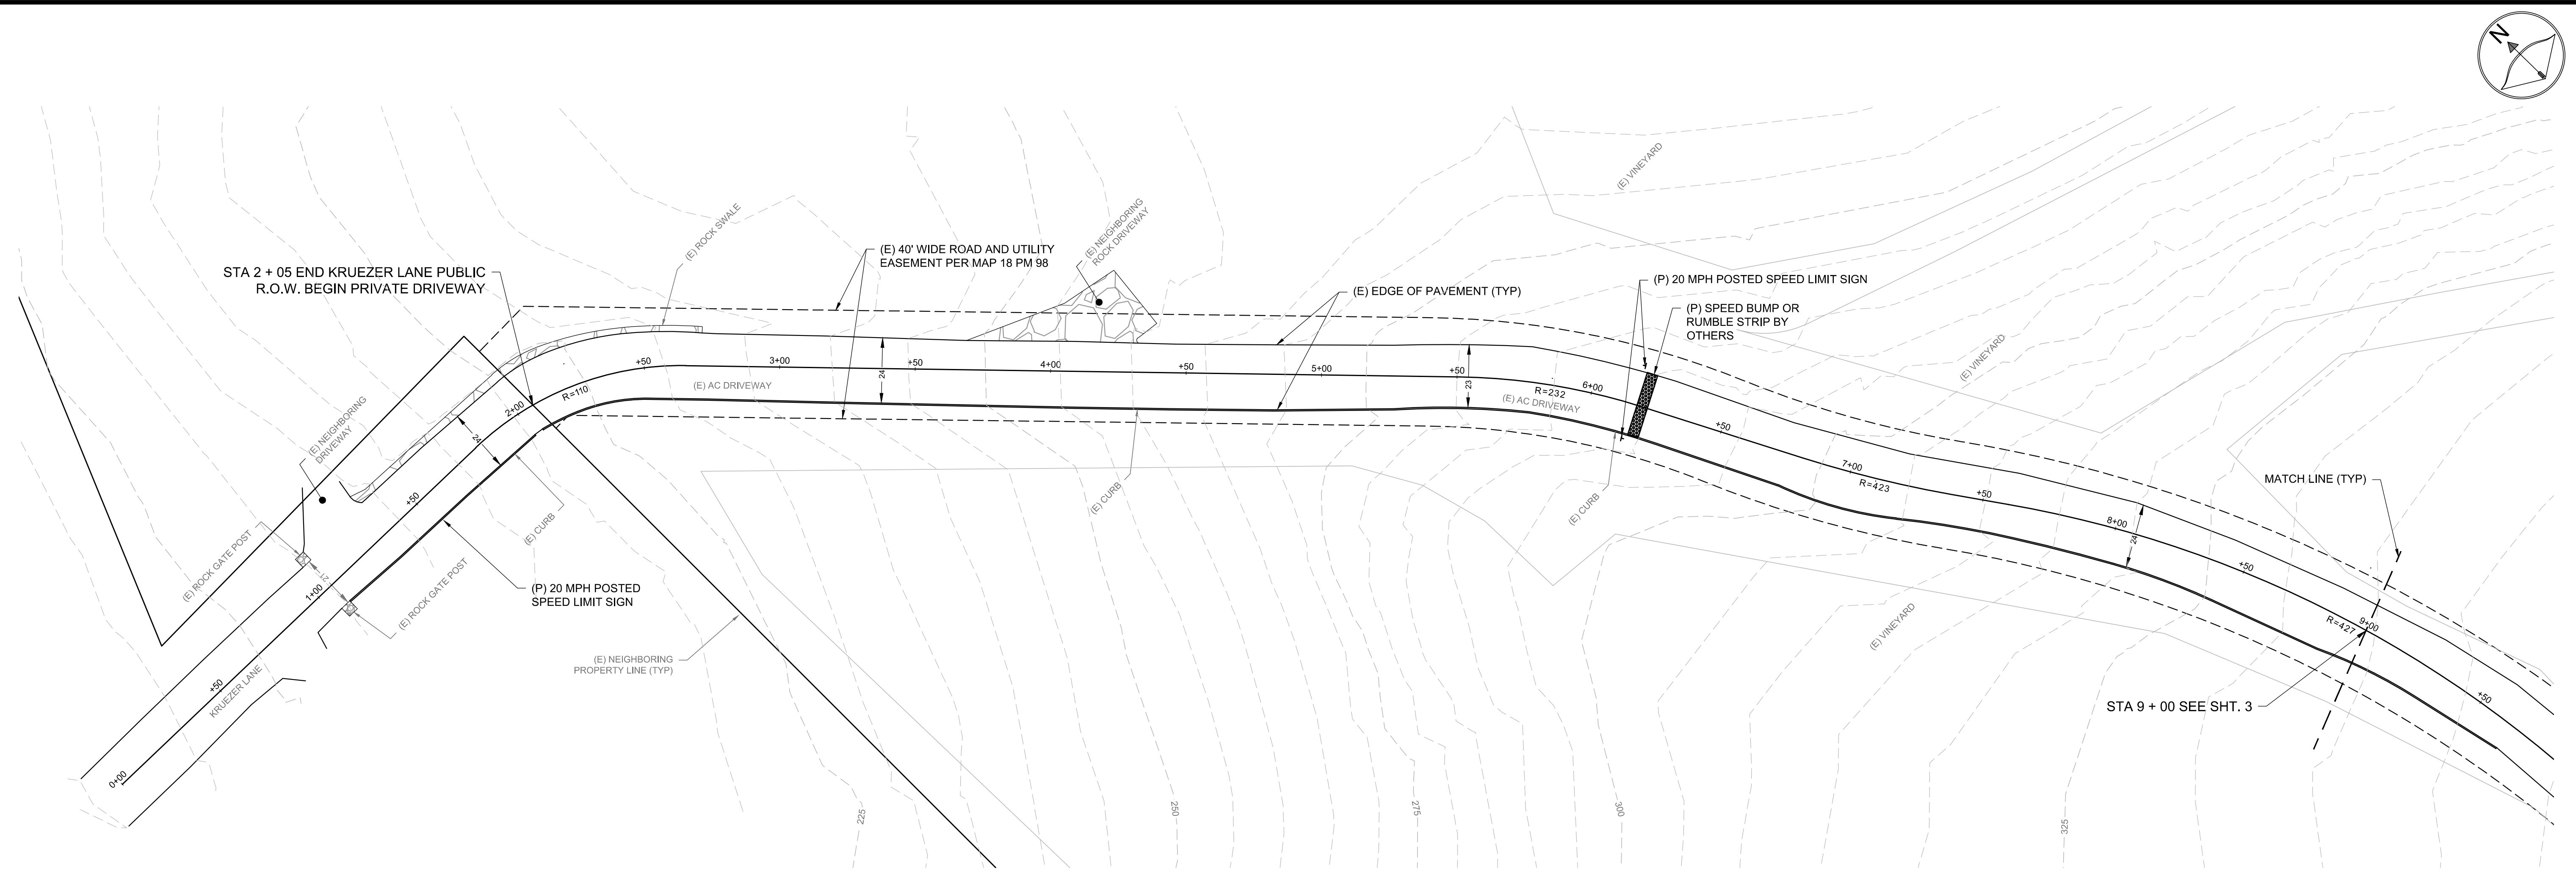 N
(E) VINEYARD
(E) ROCK SWALE
(E) NEIGHBORING
ROCK DRIVEWAY
(E) 40' WIDE ROAD AND UTILITY
EASEMENT PER MAP 18 PM 98
STA 2 + 05 END KRUEZER LANE PUBLIC
R.O.W. BEGIN PRIVATE DRIVEWAY
(E) EDGE OF PAVEMENT (TYP)
(P) 20 MPH POSTED SPEED LIMIT SIGN
(P) SPEED BUMP OR
RUMBLE STRIP BY
OTHERS
(E) VINEYARD
+50
3+00
+50
4+00
+50
5+00
+50
6+00
24
23
R=110
R=232
(E) AC DRIVEWAY
(E) AC DRIVEWAY
2+00
+50
(E) NEIGHBORING
DRIVEWAY
24
+50
7+00
R=423
+50
8+00
24
MATCH LINE (TYP)
(E) CURB
(E) CURB
(E) CURB
(E) ROCK GATE POST
21
1+00
(E) ROCK GATE POST
(P) 20 MPH POSTED
SPEED LIMIT SIGN
+50
9+00
R=427
(E) VINEYARD
(E) NEIGHBORING
PROPERTY LINE (TYP)
+50
KRUEZER LANE
+50
STA 9 + 00 SEE SHT. 3
0+00
225
250
275
300
325